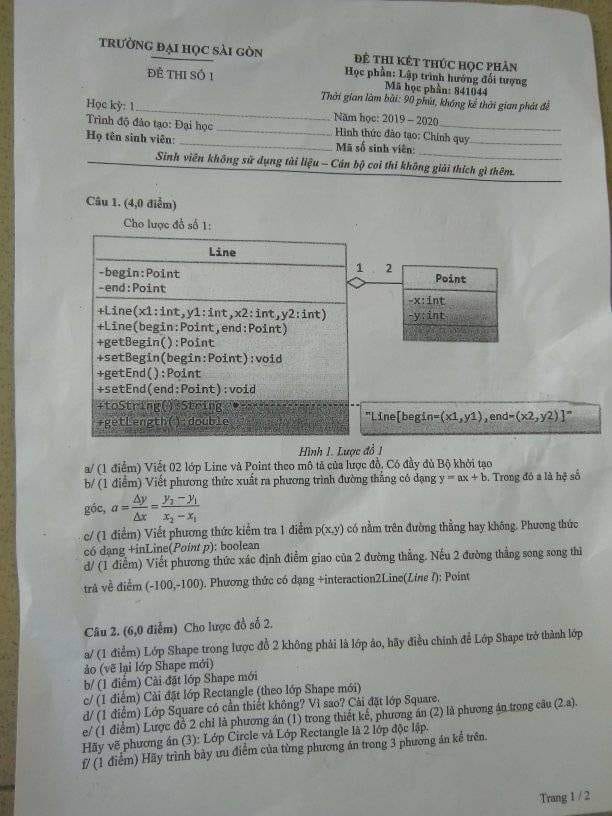 TRƯỜNG ĐẠI HỌC SÀI GÒN
ĐỀ THI SỐ 1
ĐỀ THI KẾT THÚC HỌC PHẦN
Học phần: Lập trình hướng đối tượng
Mã học phần: 841044
Thời gian làm bài: 90 phút, không kể thời gian phát đề
Học kỳ: 1
Năm học: 2019 – 2020
Trình độ đào tạo: Đại học
Hình thức đào tạo: Chính quy
Họ tên sinh viên:
Mã số sinh viên:
Sinh viên không sử dụng tài liệu – Cán bộ coi thi không giải thích gì thêm.
Câu 1. (4,0 điểm)
Cho lược đồ số 1:
Line
-begin:Point
-end:Point
+Line(x1:int,y1:int,x2:int,y2:int)
+Line(begin:Point,end:Point)
+getBegin():Point
+setBegin(begin:Point):void
+getEnd():Point
+setEnd(end:Point):void
+toString():String
+getLength():double
1 2
Point
-x:int
-y:int
"Line[begin=(x1,y1),end=(x2,y2)]"
Hình 1. Lược đồ 1
a/ (1 điểm) Viết 02 lớp Line và Point theo mô tả của lược đồ. Có đầy đủ Bộ khởi tạo
b/ (1 điểm) Viết phương thức xuất ra phương trình đường thẳng có dạng y = ax + b. Trong đó a là hệ số
góc, a = Δy/Δx = (y₂ − y₁)/(x₂ − x₁)
c/ (1 điểm) Viết phương thức kiểm tra 1 điểm p(x,y) có nằm trên đường thẳng hay không. Phương thức
có dạng +inLine(Point p): boolean
d/ (1 điểm) Viết phương thức xác định điểm giao của 2 đường thẳng. Nếu 2 đường thẳng song song thì
trả về điểm (-100,-100). Phương thức có dạng +interaction2Line(Line l): Point
Câu 2. (6,0 điểm) Cho lược đồ số 2.
a/ (1 điểm) Lớp Shape trong lược đồ 2 không phải là lớp ảo, hãy điều chỉnh để Lớp Shape trở thành lớp
ảo (vẽ lại lớp Shape mới)
b/ (1 điểm) Cài đặt lớp Shape mới
c/ (1 điểm) Cài đặt lớp Rectangle (theo lớp Shape mới)
d/ (1 điểm) Lớp Square có cần thiết không? Vì sao? Cài đặt lớp Square.
e/ (1 điểm) Lược đồ 2 chỉ là phương án (1) trong thiết kế, phương án (2) là phương án trong câu (2.a).
Hãy vẽ phương án (3): Lớp Circle và Lớp Rectangle là 2 lớp độc lập.
f/ (1 điểm) Hãy trình bày ưu điểm của từng phương án trong 3 phương án kể trên.
Trang 1 / 2